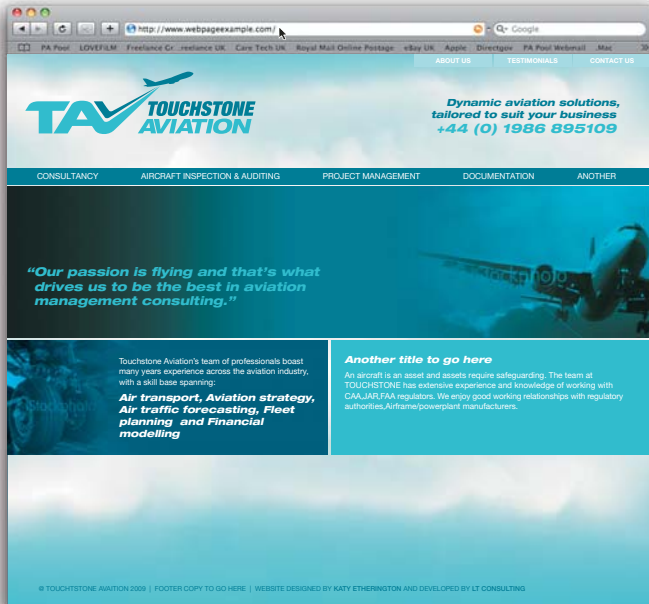 http://www.webpageexample.com/
Google
PA Pool LOVEFiLM Freelance Gr...reelance UK Care Tech UK Royal Mail Online Postage eBay UK Apple Directgov PA Pool Webmail .Mac
ABOUT US TESTIMONIALS CONTACT US
TAV TOUCHSTONE
AVIATION
Dynamic aviation solutions,
tailored to suit your business
+44 (0) 1986 895109
CONSULTANCY AIRCRAFT INSPECTION & AUDITING PROJECT MANAGEMENT DOCUMENTATION ANOTHER
“Our passion is flying and that’s what
drives us to be the best in aviation
management consulting.”
Touchstone Aviation’s team of professionals boast
many years experience across the aviation industry,
with a skill base spanning:
Air transport, Aviation strategy,
Air traffic forecasting, Fleet
planning and Financial
modelling
Another title to go here
An aircraft is an asset and assets require safeguarding. The team at
TOUCHSTONE has extensive experience and knowledge of working with
CAA,JAR,FAA regulators. We enjoy good working relationships with regulatory
authorities,Airframe/powerplant manufacturers.
© TOUCHTSTONE AVAITION 2009 | FOOTER COPY TO GO HERE | WEBSITE DESIGNED BY KATY ETHERINGTON AND DEVELOPED BY LT CONSULTING